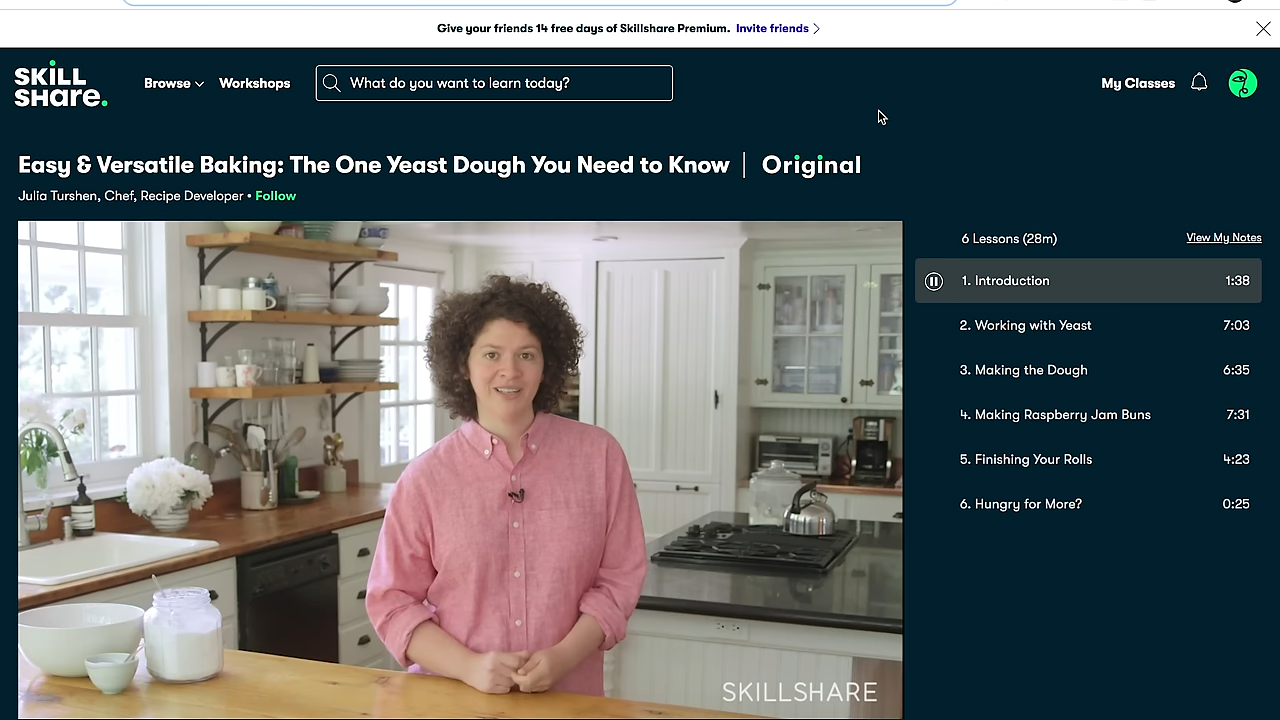 Give your friends 14 free days of Skillshare Premium. Invite friends
SKILL
SHARE.
Browse
Workshops
What do you want to learn today?
My Classes
Easy & Versatile Baking: The One Yeast Dough You Need to Know | Original
Julia Turshen, Chef, Recipe Developer • Follow
6 Lessons (28m)
View My Notes
1. Introduction 1:38
2. Working with Yeast 7:03
3. Making the Dough 6:35
4. Making Raspberry Jam Buns 7:31
5. Finishing Your Rolls 4:23
6. Hungry for More? 0:25
SKILLSHARE